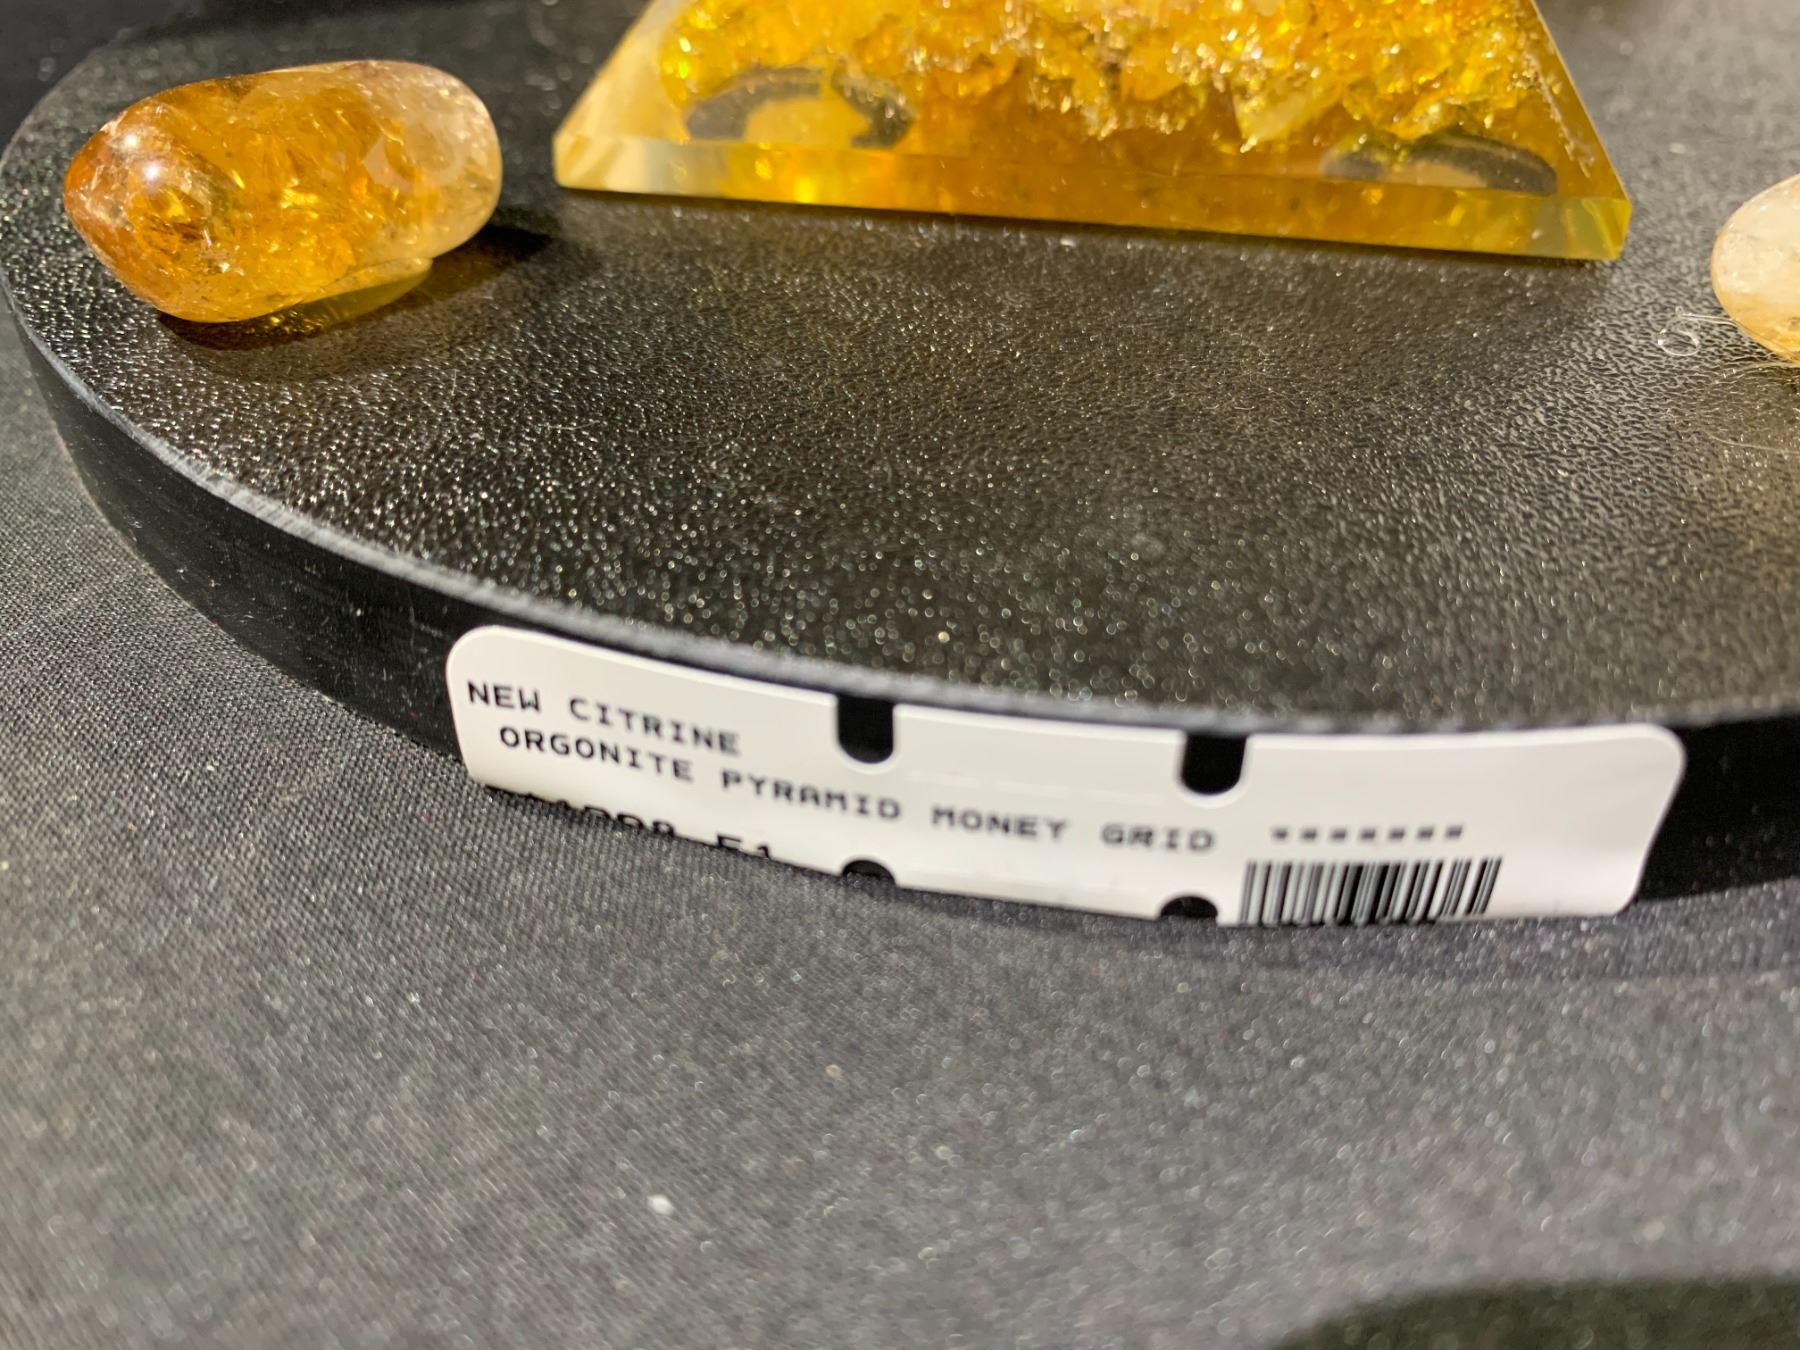 NEW CITRINE
ORGONITE PYRAMID MONEY GRID *******